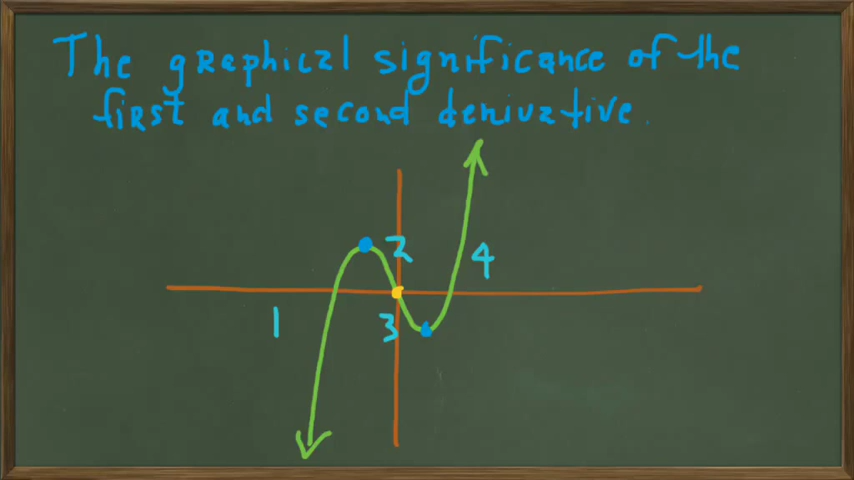 The graphical significance of the
first and second derivative.
2
4
1
3